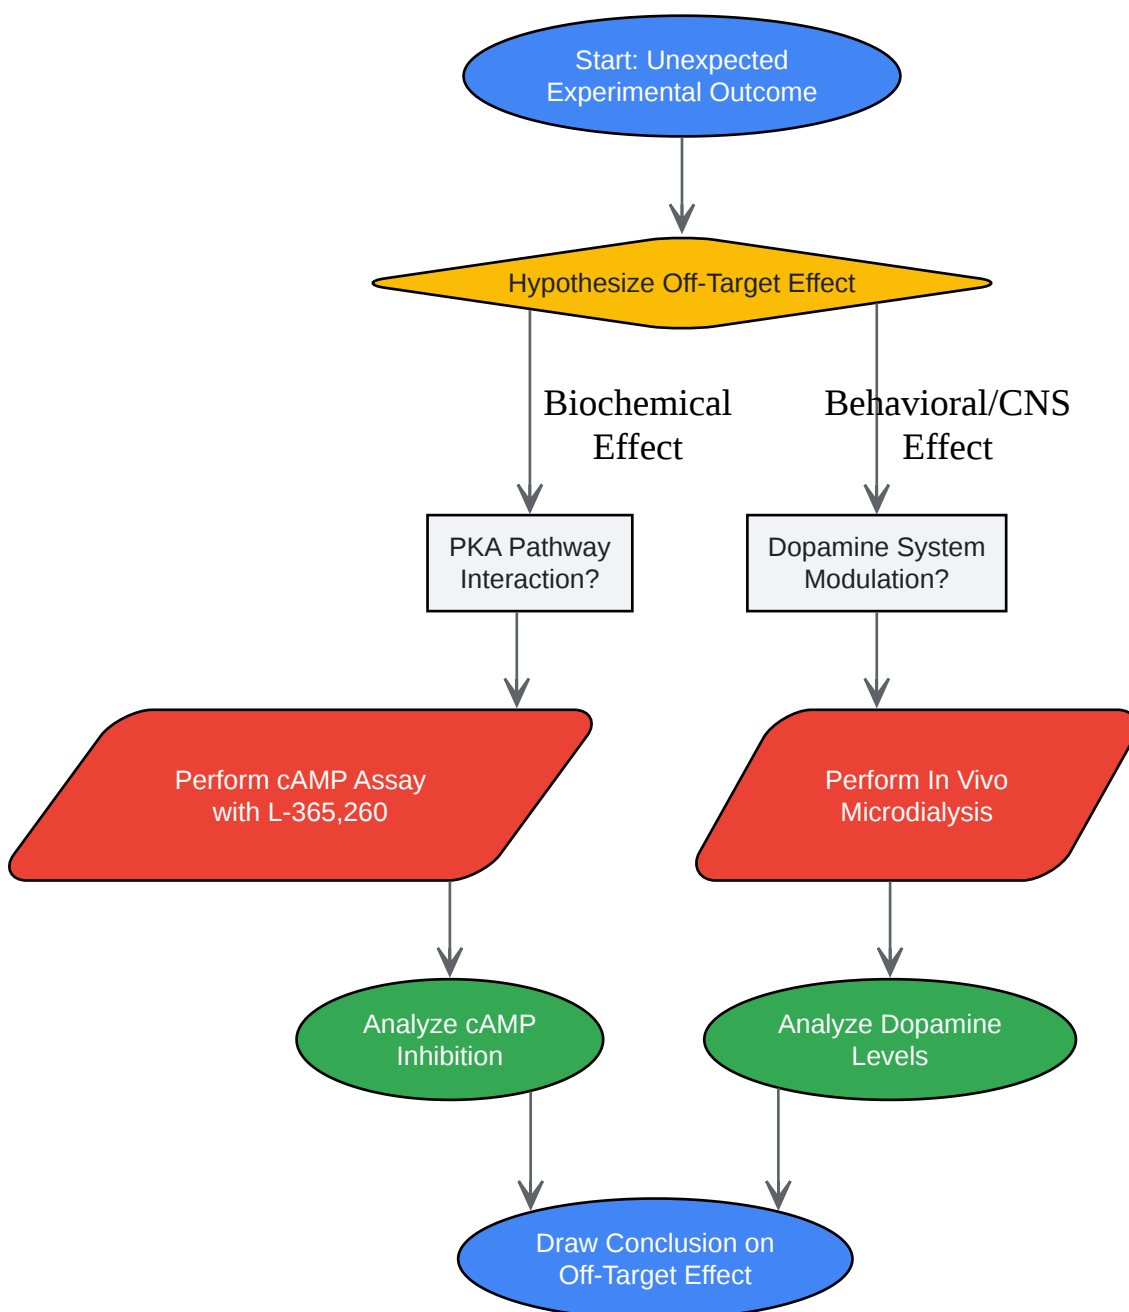 Start: Unexpected
Experimental Outcome
Hypothesize Off-Target Effect
Biochemical
Effect
Behavioral/CNS
Effect
PKA Pathway
Interaction?
Dopamine System
Modulation?
Perform cAMP Assay
with L-365,260
Perform In Vivo
Microdialysis
Analyze cAMP
Inhibition
Analyze Dopamine
Levels
Draw Conclusion on
Off-Target Effect